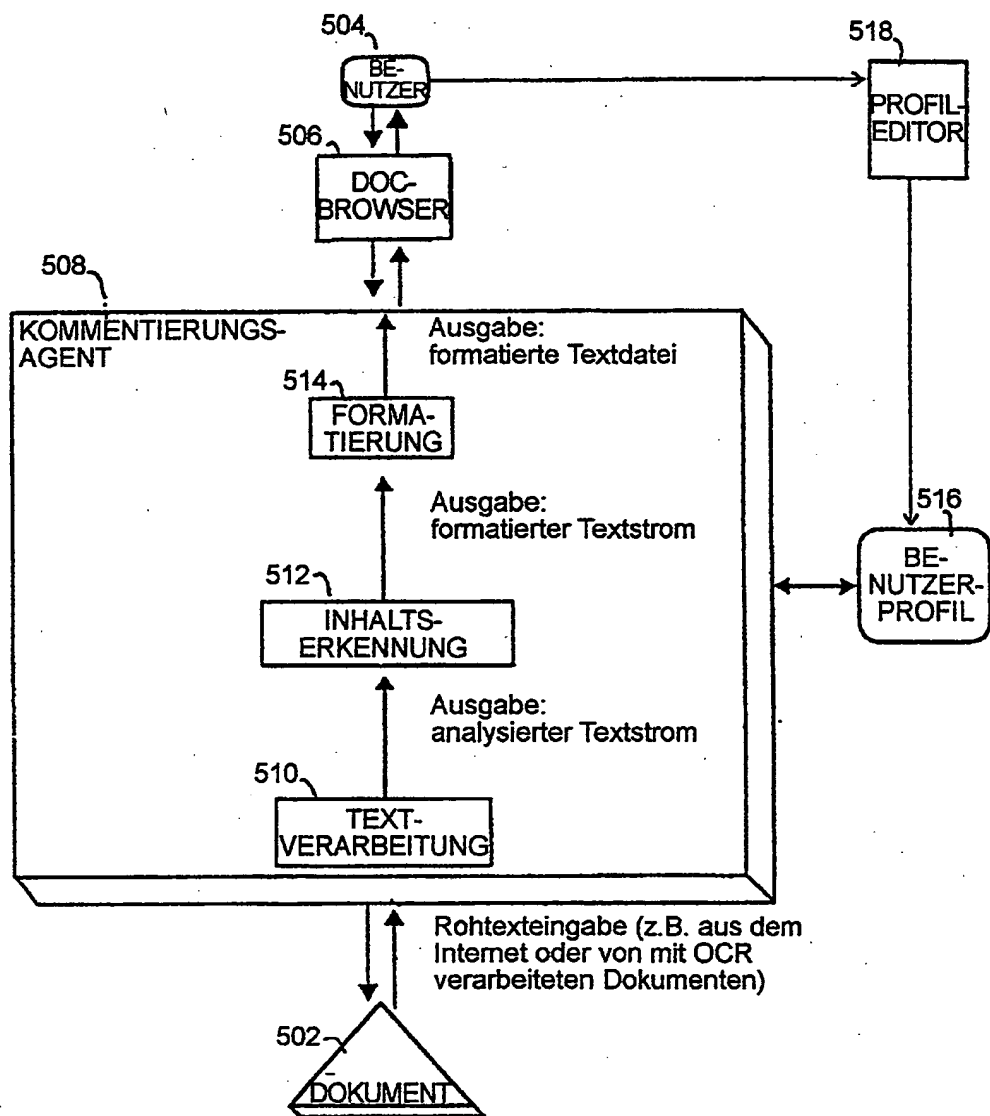 504
BE-
NUTZER
518
PROFIL-
EDITOR
506
DOC-
BROWSER
508
KOMMENTIERUNGS-
AGENT
Ausgabe:
formatierte Textdatei
514
FORMA-
TIERUNG
Ausgabe:
formatierter Textstrom
516
BE-
NUTZER-
PROFIL
512
INHALTS-
ERKENNUNG
Ausgabe:
analysierter Textstrom
510
TEXT-
VERARBEITUNG
Rohtexteingabe (z.B. aus dem
Internet oder von mit OCR
verarbeiteten Dokumenten)
502
DOKUMENT